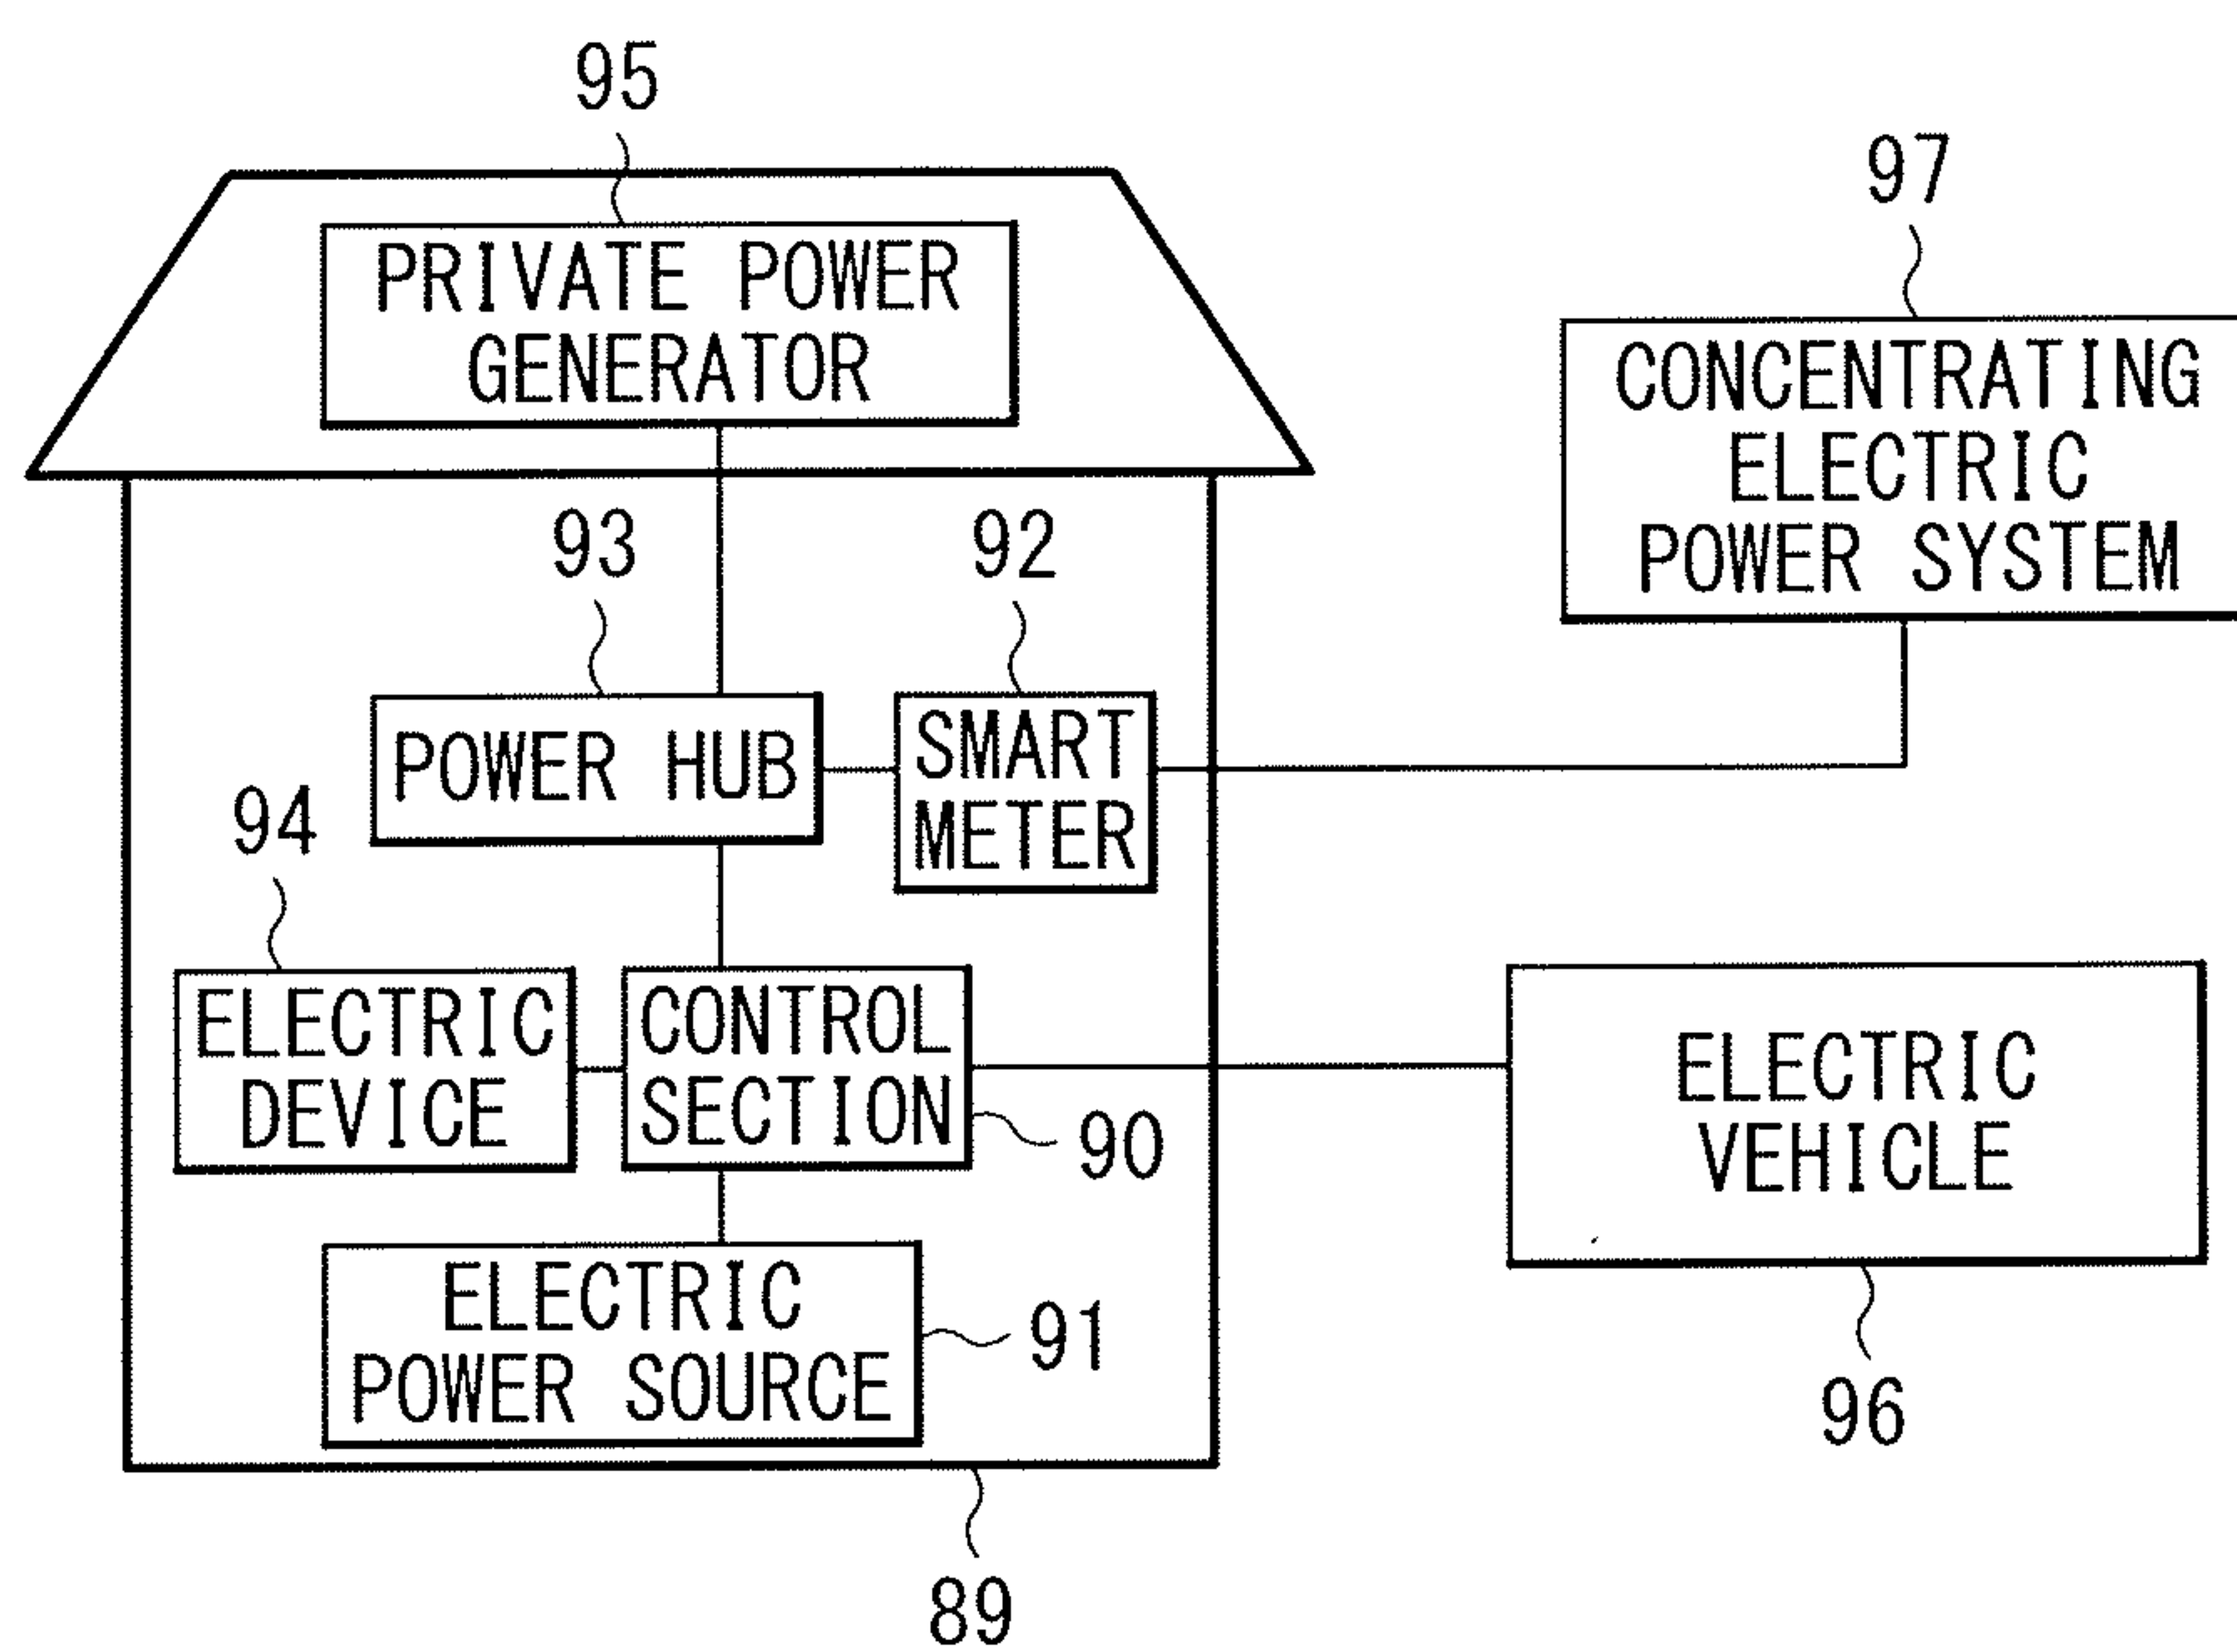 95
PRIVATE POWER
GENERATOR
97
CONCENTRATING
ELECTRIC
POWER SYSTEM
93
92
POWER HUB
SMART
METER
94
ELECTRIC
DEVICE
CONTROL
SECTION
90
ELECTRIC
VEHICLE
96
ELECTRIC
POWER SOURCE
91
89